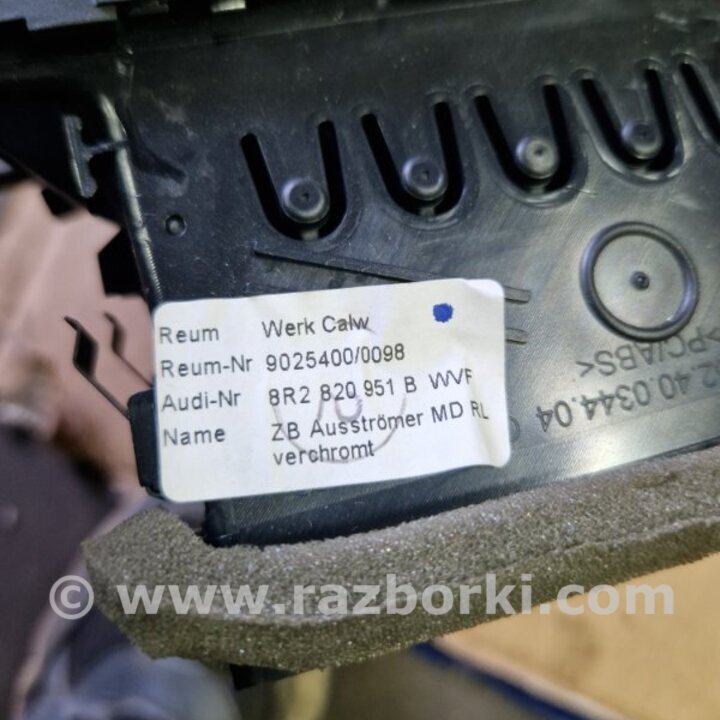 Reum Werk Calw
Reum-Nr 9025400/0098
Audi-Nr 8R2 820 951 B VVF
Name ZB Ausströmer MD RL
verchromt
>PC/ABS<
2.40.0344.04
© www.razborki.com